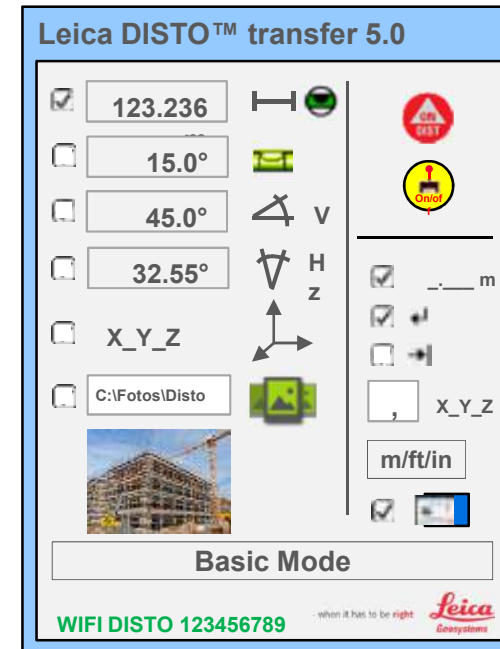 Leica DISTO™ transfer 5.0
123.236
15.0°
45.0°
V
32.55°
H
z
X_Y_Z
C:\Fotos\Disto
ON
DIST
On/of
_.___ m
,
X_Y_Z
m/ft/in
Basic Mode
WIFI DISTO 123456789
- when it has to be right
Leica
Geosystems